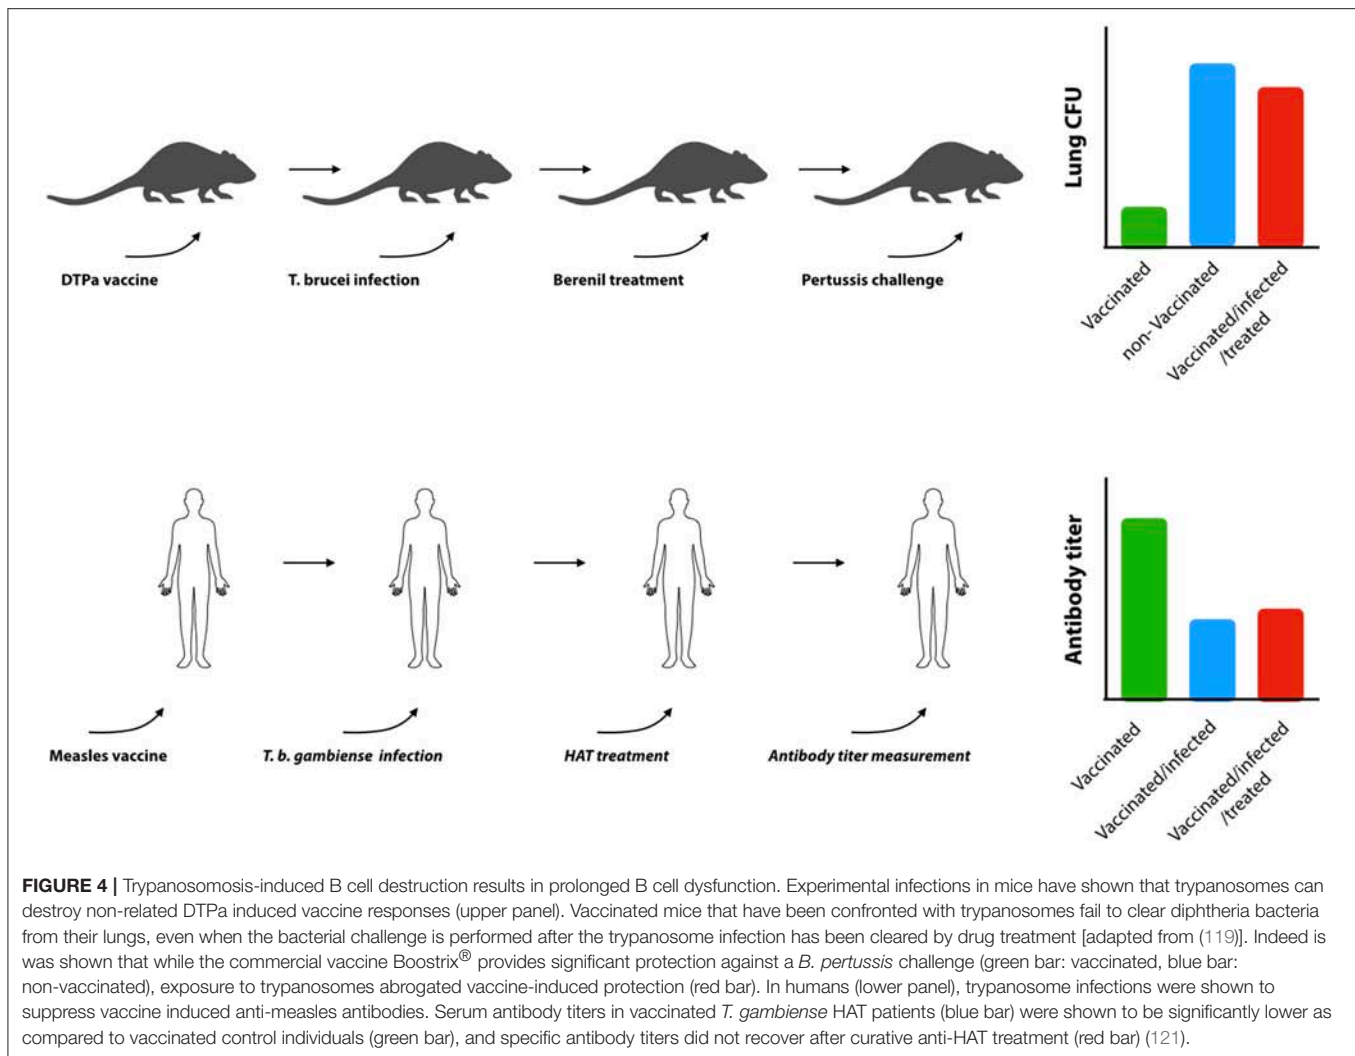 Lung CFU
DTPa vaccine
T. brucei infection
Berenil treatment
Pertussis challenge
Vaccinated
non- Vaccinated
Vaccinated/infected
/treated
Antibody titer
Measles vaccine
T. b. gambiense infection
HAT treatment
Antibody titer measurement
Vaccinated
Vaccinated/infected
Vaccinated/infected
/treated
FIGURE 4 | Trypanosomosis-induced B cell destruction results in prolonged B cell dysfunction. Experimental infections in mice have shown that trypanosomes can
destroy non-related DTPa induced vaccine responses (upper panel). Vaccinated mice that have been confronted with trypanosomes fail to clear diphtheria bacteria
from their lungs, even when the bacterial challenge is performed after the trypanosome infection has been cleared by drug treatment [adapted from (119)]. Indeed is
was shown that while the commercial vaccine Boostrix® provides significant protection against a B. pertussis challenge (green bar: vaccinated, blue bar:
non-vaccinated), exposure to trypanosomes abrogated vaccine-induced protection (red bar). In humans (lower panel), trypanosome infections were shown to
suppress vaccine induced anti-measles antibodies. Serum antibody titers in vaccinated T. gambiense HAT patients (blue bar) were shown to be significantly lower as
compared to vaccinated control individuals (green bar), and specific antibody titers did not recover after curative anti-HAT treatment (red bar) (121).